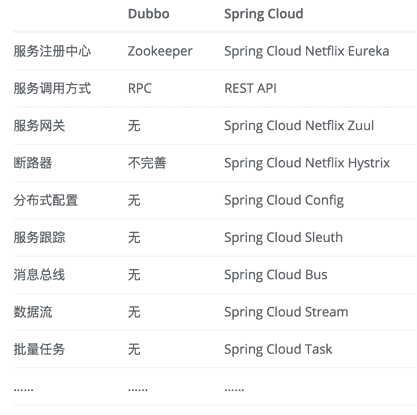 Dubbo Spring Cloud
服务注册中心 Zookeeper Spring Cloud Netflix Eureka
服务调用方式 RPC REST API
服务网关 无 Spring Cloud Netflix Zuul
断路器 不完善 Spring Cloud Netflix Hystrix
分布式配置 无 Spring Cloud Config
服务跟踪 无 Spring Cloud Sleuth
消息总线 无 Spring Cloud Bus
数据流 无 Spring Cloud Stream
批量任务 无 Spring Cloud Task
…… …… ……